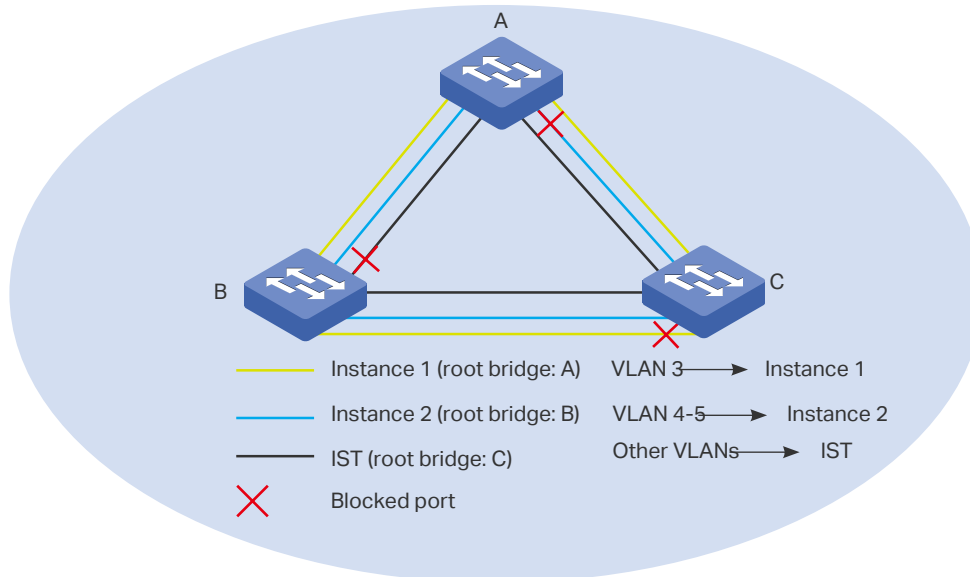 A
B
C
Instance 1 (root bridge: A) VLAN 3 Instance 1
Instance 2 (root bridge: B) VLAN 4-5 Instance 2
IST (root bridge: C) Other VLANs IST
Blocked port